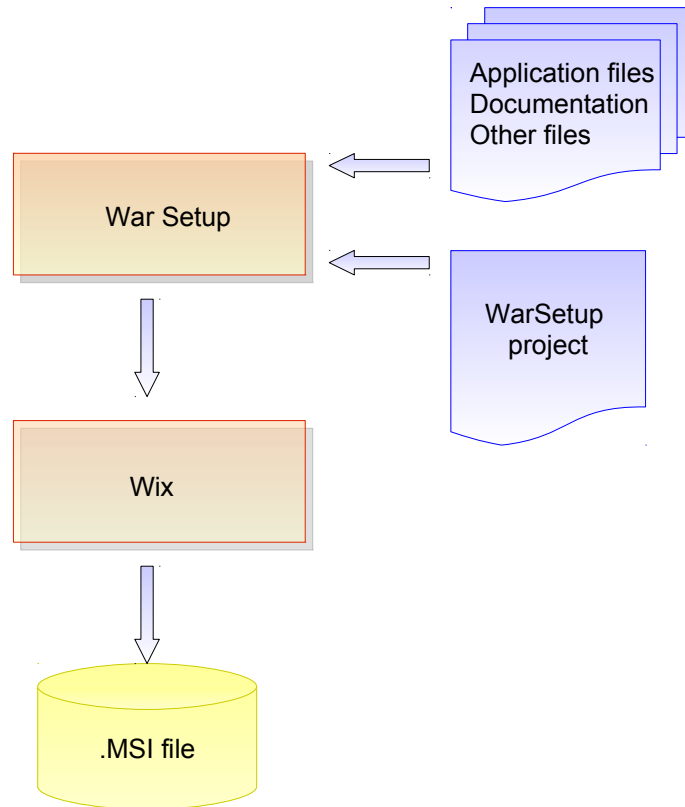 Application files
Documentation
Other files
War Setup
WarSetup
project
Wix
.MSI file